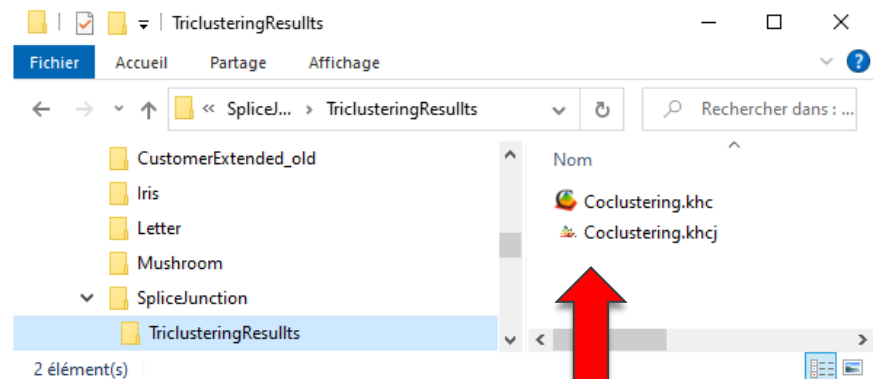 TriclusteringResullts
Fichier Accueil Partage Affichage
« SpliceJ... › TriclusteringResullts Rechercher dans : ...
CustomerExtended_old
Iris
Letter
Mushroom
SpliceJunction
TriclusteringResullts
Nom
Coclustering.khc
Coclustering.khcj
2 élément(s)